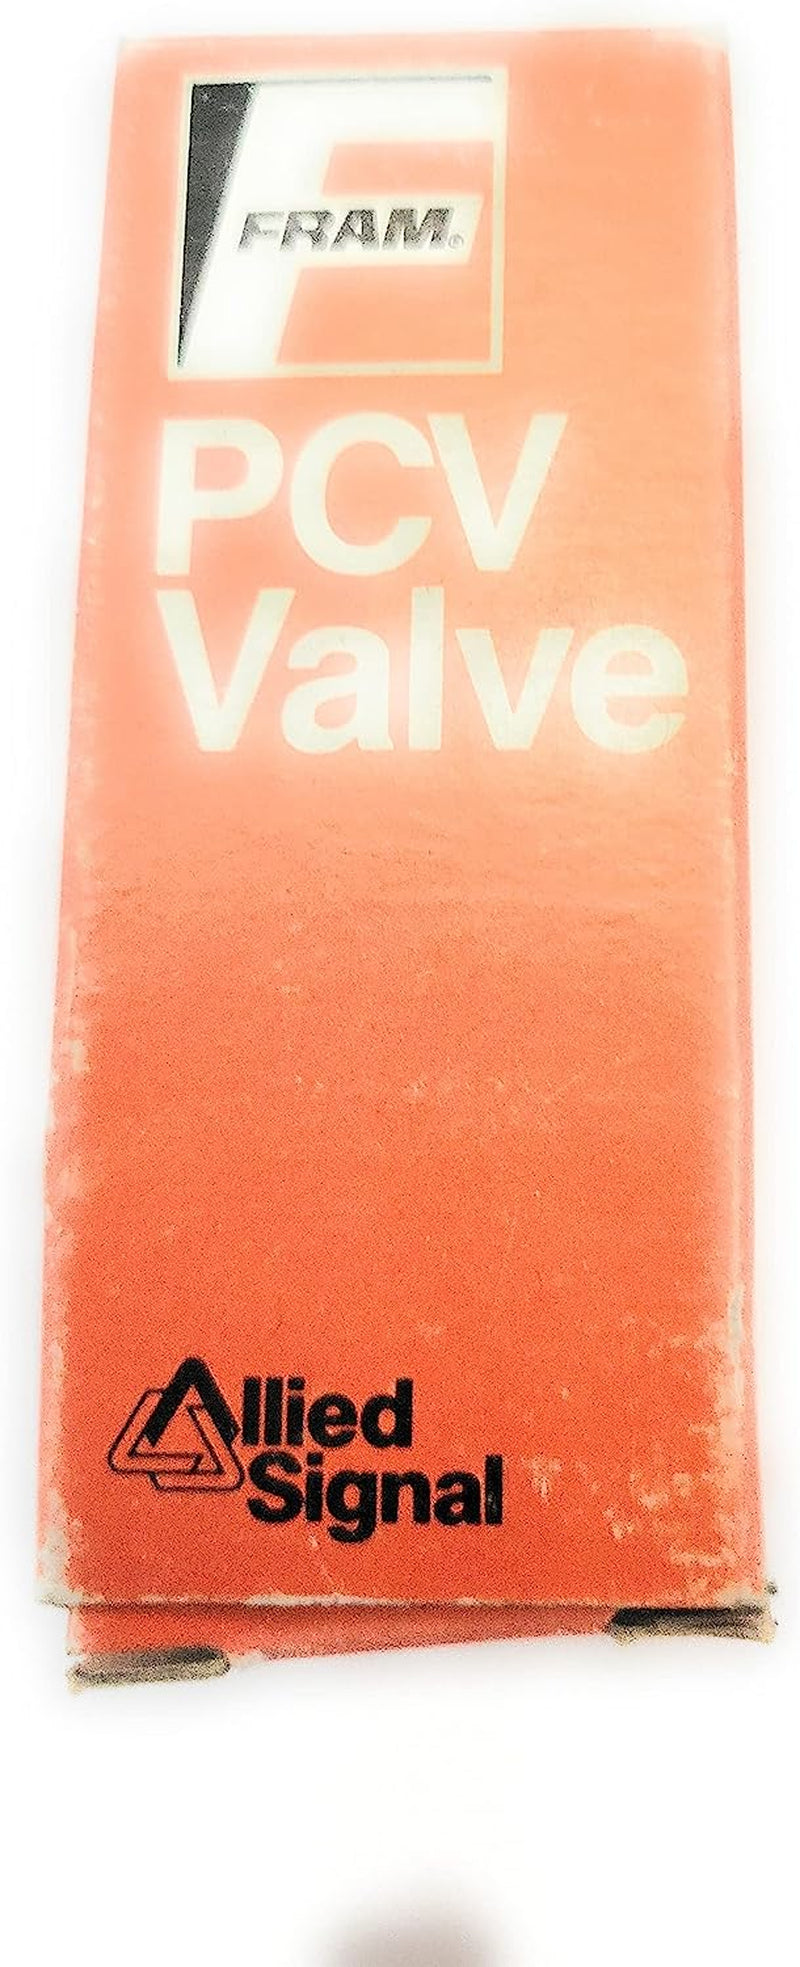 FRAM®
PCV
Valve
Allied
Signal